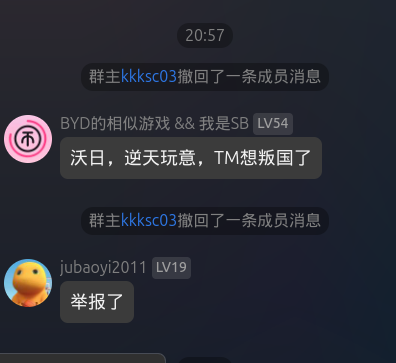 20:57
群主kkksc03撤回了一条成员消息
BYD的相似游戏 && 我是SB LV54
沃日，逆天玩意，TM想叛国了
群主kkksc03撤回了一条成员消息
jubaoyi2011 LV19
举报了